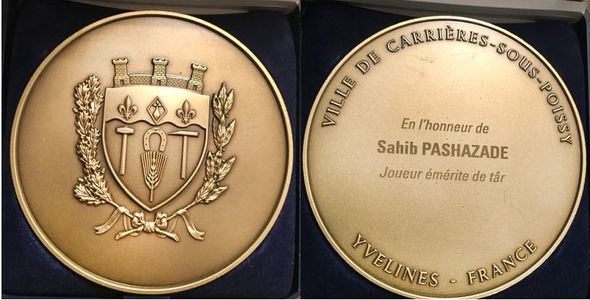 VILLE DE CARRIÈRES-SOUS-POISSY
En l'honneur de
Sahib PASHAZADE
Joueur émérite de târ
YVELINES - FRANCE